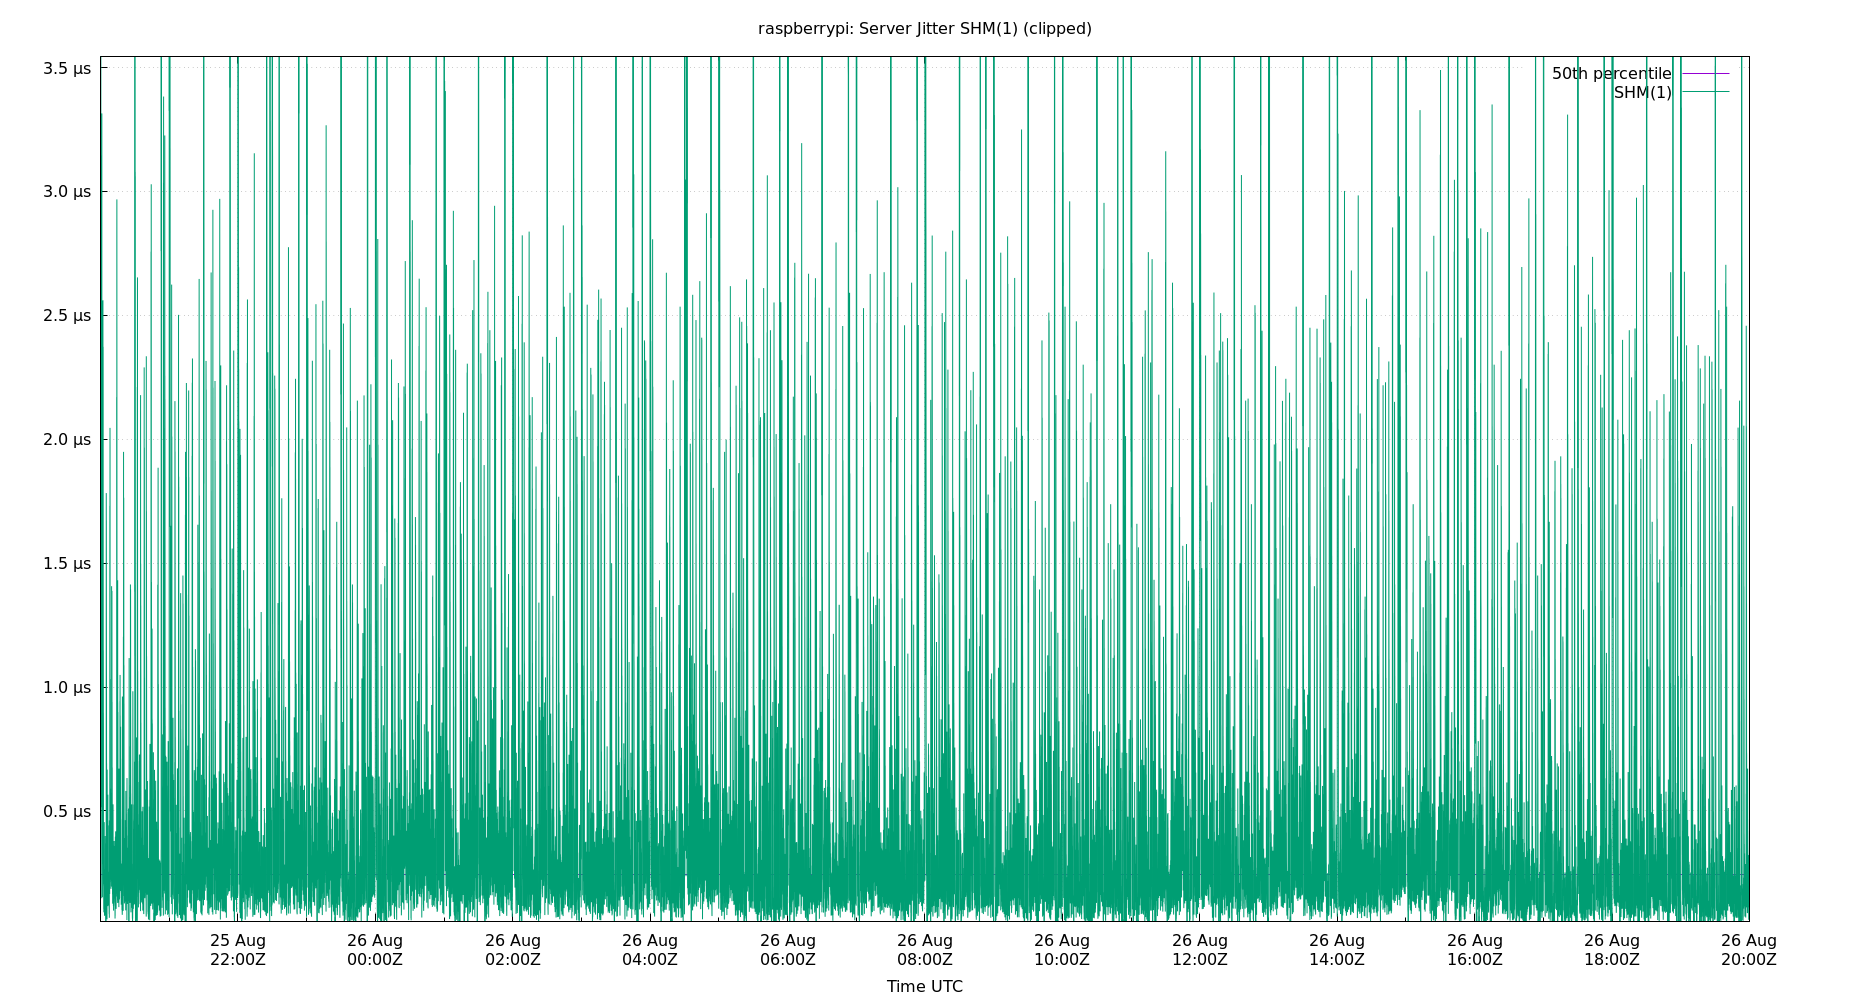 raspberrypi: Server Jitter SHM(1) (clipped)
3.5 µs
3.0 µs
2.5 µs
2.0 µs
1.5 µs
1.0 µs
0.5 µs
50th percentile
SHM(1)
25 Aug 26 Aug 26 Aug 26 Aug 26 Aug 26 Aug 26 Aug 26 Aug 26 Aug 26 Aug 26 Aug 26 Aug
22:00Z 00:00Z 02:00Z 04:00Z 06:00Z 08:00Z 10:00Z 12:00Z 14:00Z 16:00Z 18:00Z 20:00Z
Time UTC